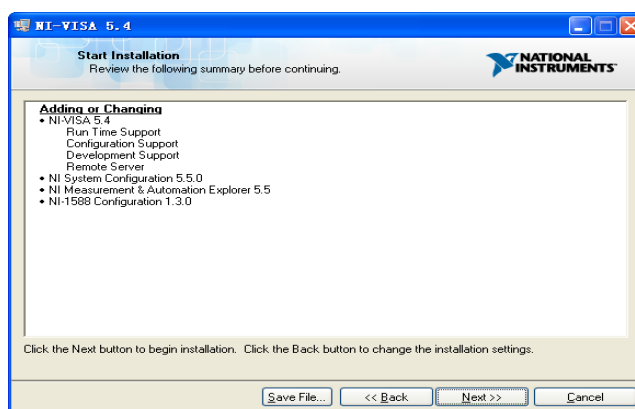 NI-VISA 5.4
Start Installation
Review the following summary before continuing.
NATIONAL
INSTRUMENTS
Adding or Changing
• NI-VISA 5.4
Run Time Support
Configuration Support
Development Support
Remote Server
• NI System Configuration 5.5.0
• NI Measurement & Automation Explorer 5.5
• NI-1588 Configuration 1.3.0
Click the Next button to begin installation. Click the Back button to change the installation settings.
Save File... << Back Next >> Cancel